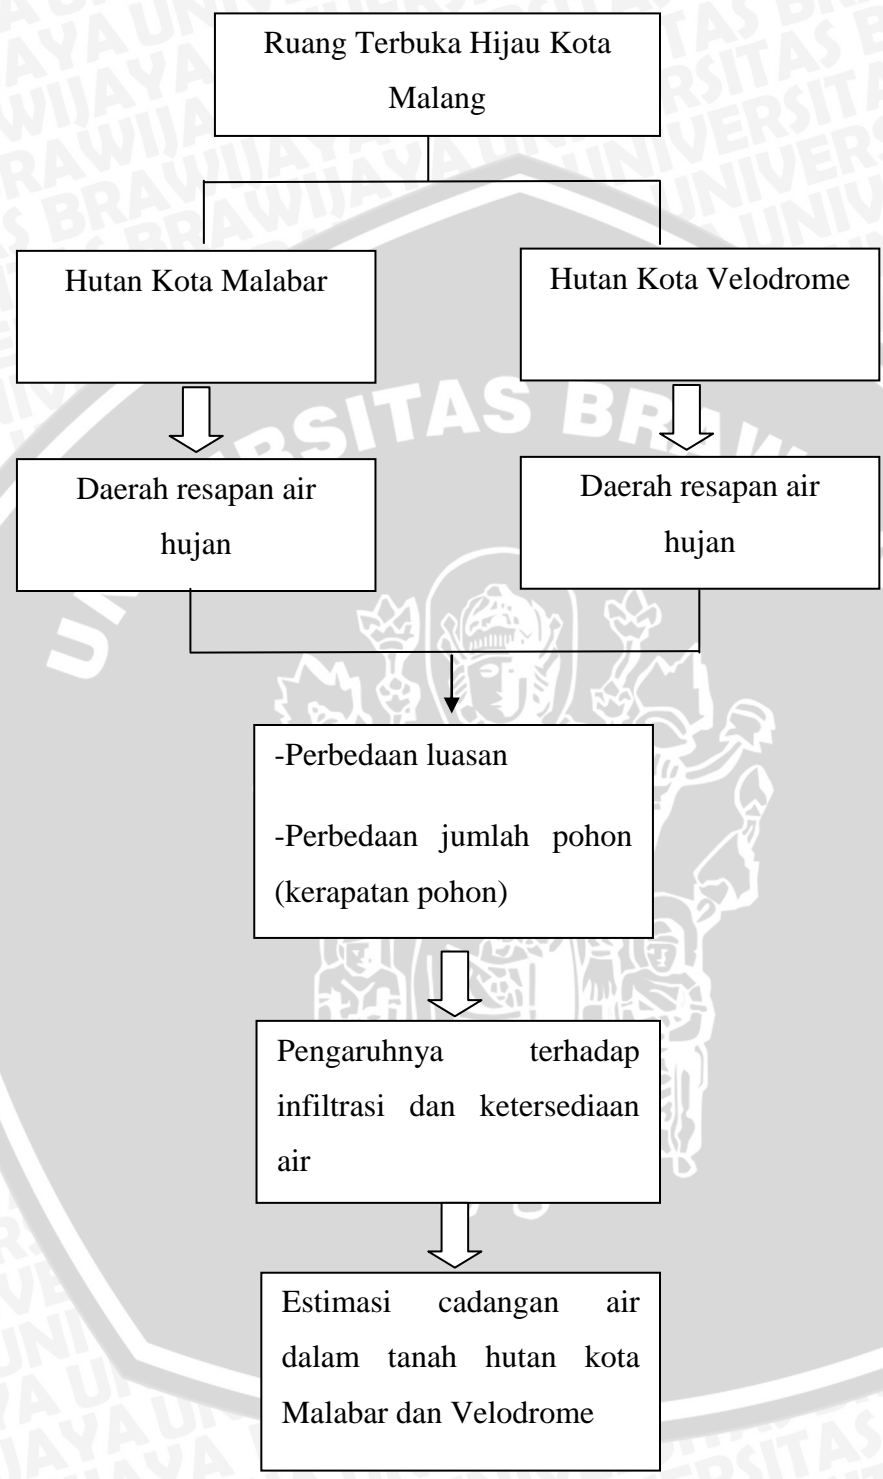 Ruang Terbuka Hijau Kota
Malang
Hutan Kota Malabar
Hutan Kota Velodrome
Daerah resapan air
hujan
Daerah resapan air
hujan
-Perbedaan luasan
-Perbedaan jumlah pohon
(kerapatan pohon)
Pengaruhnya terhadap
infiltrasi dan ketersediaan
air
Estimasi cadangan air
dalam tanah hutan kota
Malabar dan Velodrome